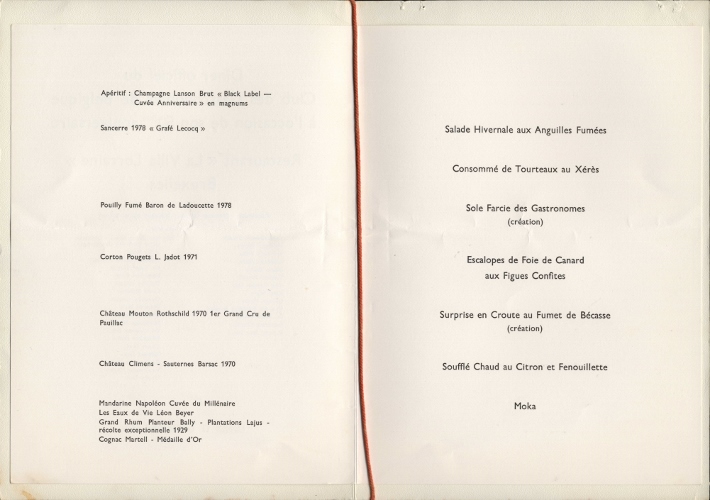 Apéritif : Champagne Lanson Brut « Black Label —
Cuvée Anniversaire » en magnums
Sancerre 1978 « Grafé Lecocq »
Pouilly Fumé Baron de Ladoucette 1978
Corton Pougets L. Jadot 1971
Château Mouton Rothschild 1970 1er Grand Cru de
Pauillac
Château Climens - Sauternes Barsac 1970
Mandarine Napoléon Cuvée du Millénaire
Les Eaux de Vie Léon Beyer
Grand Rhum Planteur Bally - Plantations Lajus -
récolte exceptionnelle 1929
Cognac Martell - Médaille d'Or
Salade Hivernale aux Anguilles Fumées
Consommé de Tourteaux au Xérès
Sole Farcie des Gastronomes
(création)
Escalopes de Foie de Canard
aux Figues Confites
Surprise en Croute au Fumet de Bécasse
(création)
Soufflé Chaud au Citron et Fenouillette
Moka